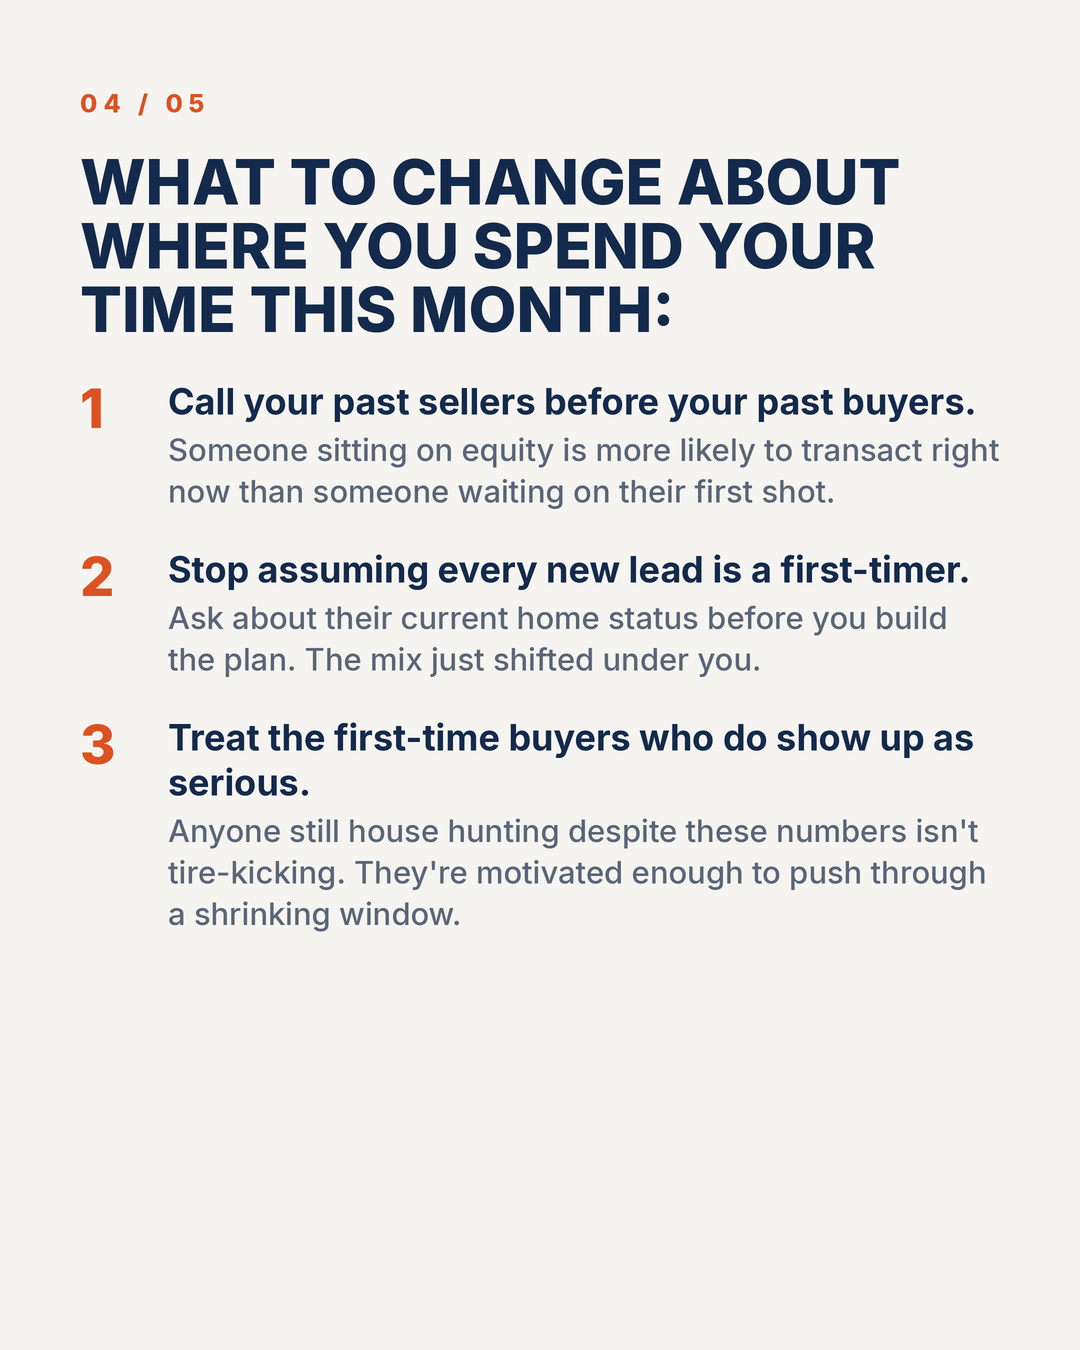 04 / 05
WHAT TO CHANGE ABOUT
WHERE YOU SPEND YOUR
TIME THIS MONTH:
1 Call your past sellers before your past buyers.
Someone sitting on equity is more likely to transact right
now than someone waiting on their first shot.
2 Stop assuming every new lead is a first-timer.
Ask about their current home status before you build
the plan. The mix just shifted under you.
3 Treat the first-time buyers who do show up as
serious.
Anyone still house hunting despite these numbers isn't
tire-kicking. They're motivated enough to push through
a shrinking window.